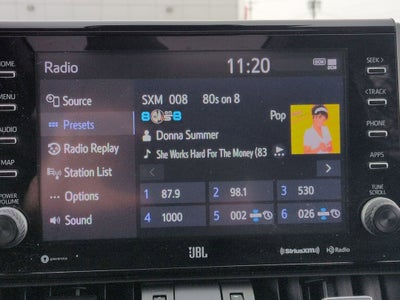 Radio 11:20
HOME
MENU
AUDIO
MAP
POWER
VOLUME
SEEK
TRACK
PHONE
APPS
TUNE
SCROLL
Source
Presets
Radio Replay
Station List
Options
Sound
SXM 008 80s on 8
8 8
Pop
Donna Summer
She Works Hard For The Money (83
1 87.9
2 98.1
3 530
4 1000
5 002
6 026
JBL
SiriusXM
HD Radio